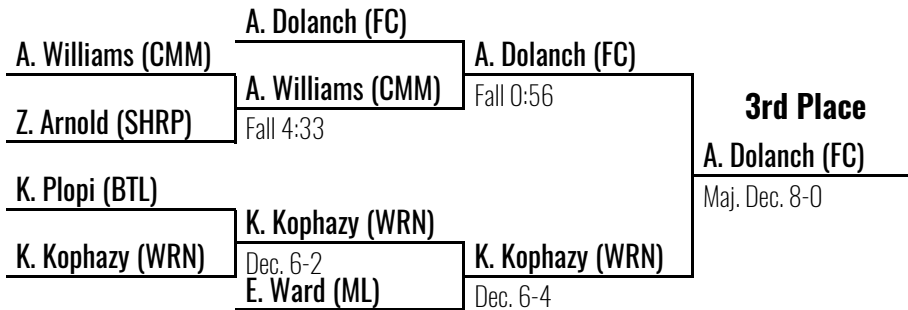 A. Dolanch (FC)
A. Williams (CMM)
A. Dolanch (FC)
A. Williams (CMM)
Fall 0:56
Z. Arnold (SHRP)
Fall 4:33
3rd Place
A. Dolanch (FC)
K. Plopi (BTL)
Maj. Dec. 8-0
K. Kophazy (WRN)
K. Kophazy (WRN)
Dec. 6-2
K. Kophazy (WRN)
E. Ward (ML)
Dec. 6-4